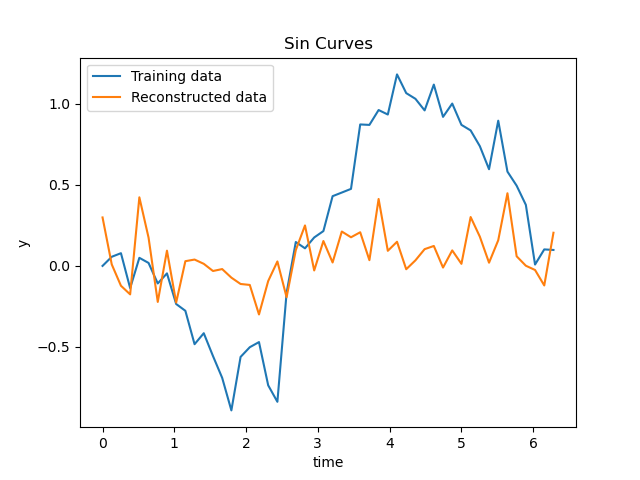 Sin Curves
Training data
Reconstructed data
1.0
0.5
0.0
−0.5
y
0 1 2 3 4 5 6
time